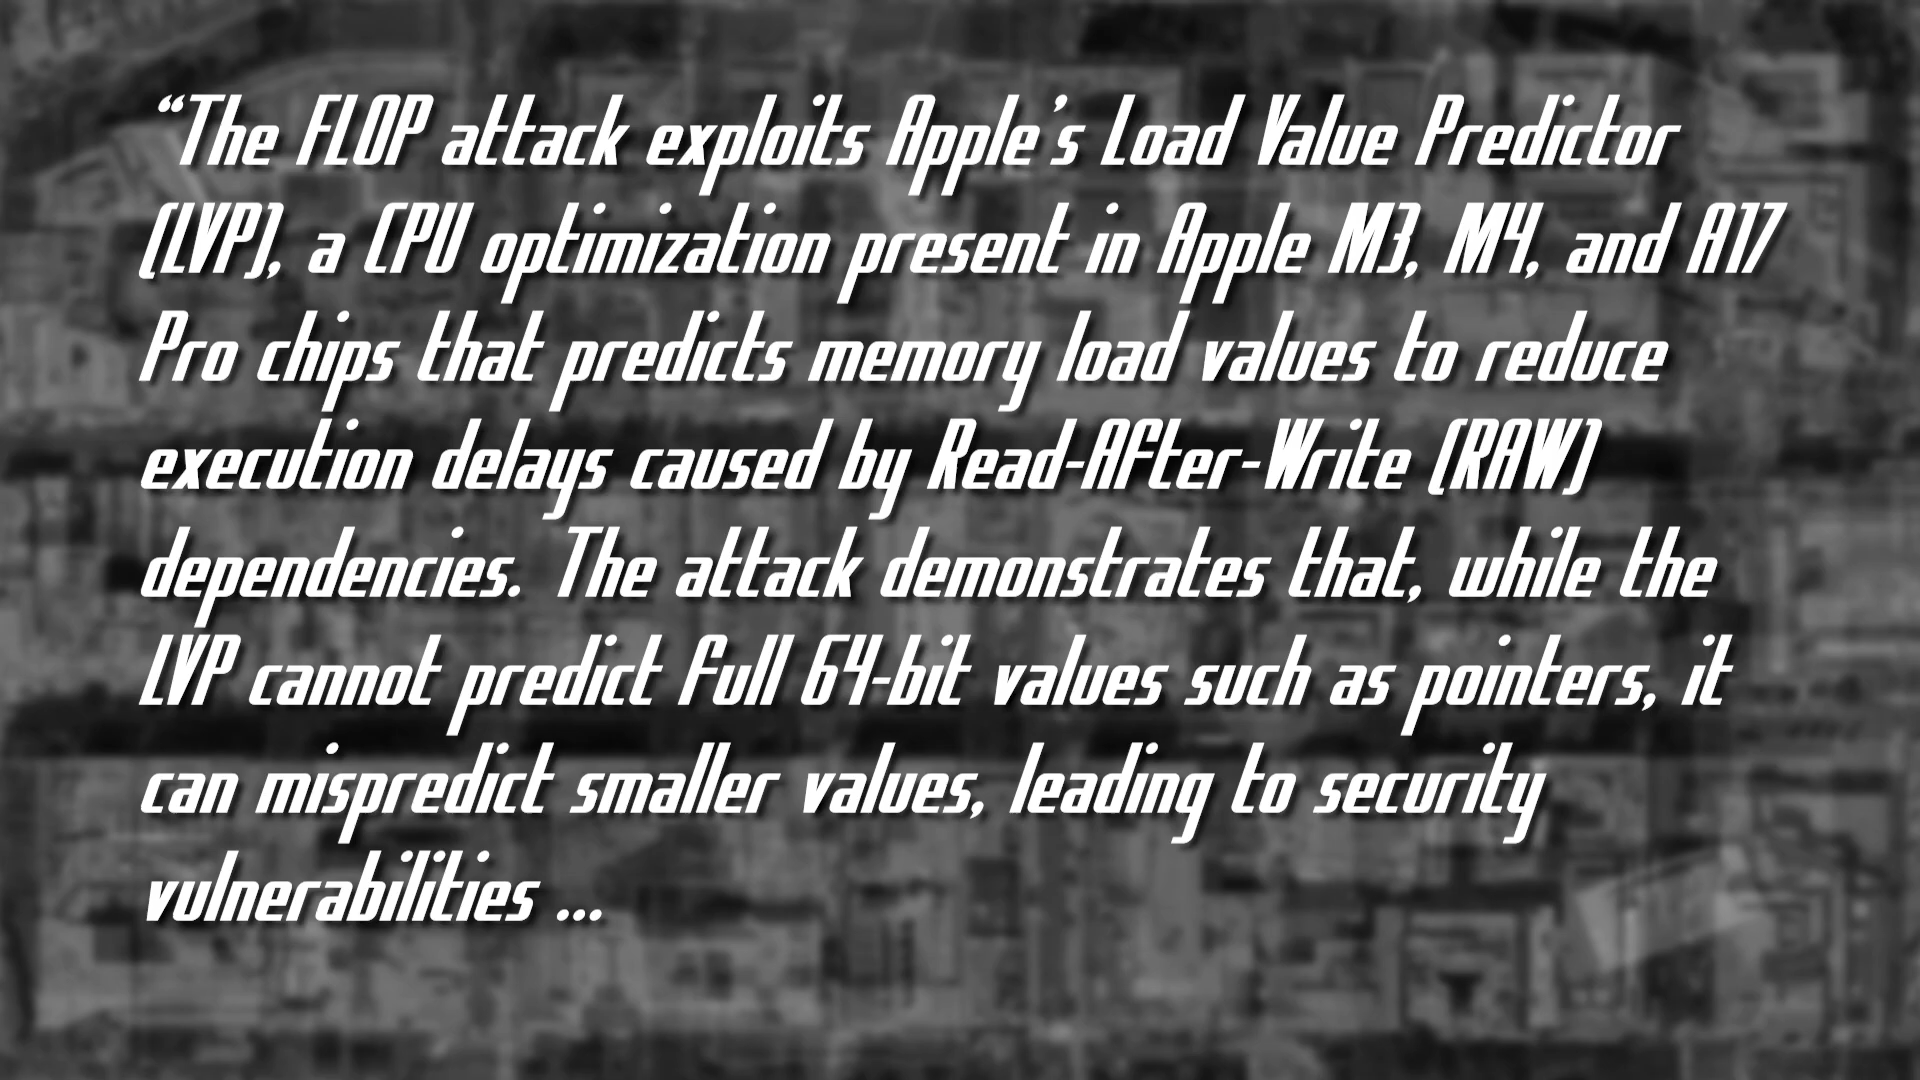 “The FLOP attack exploits Apple’s Load Value Predictor
(LVP), a CPU optimization present in Apple M3, M4, and A17
Pro chips that predicts memory load values to reduce
execution delays caused by Read-After-Write (RAW)
dependencies. The attack demonstrates that, while the
LVP cannot predict full 64-bit values such as pointers, it
can mispredict smaller values, leading to security
vulnerabilities ...